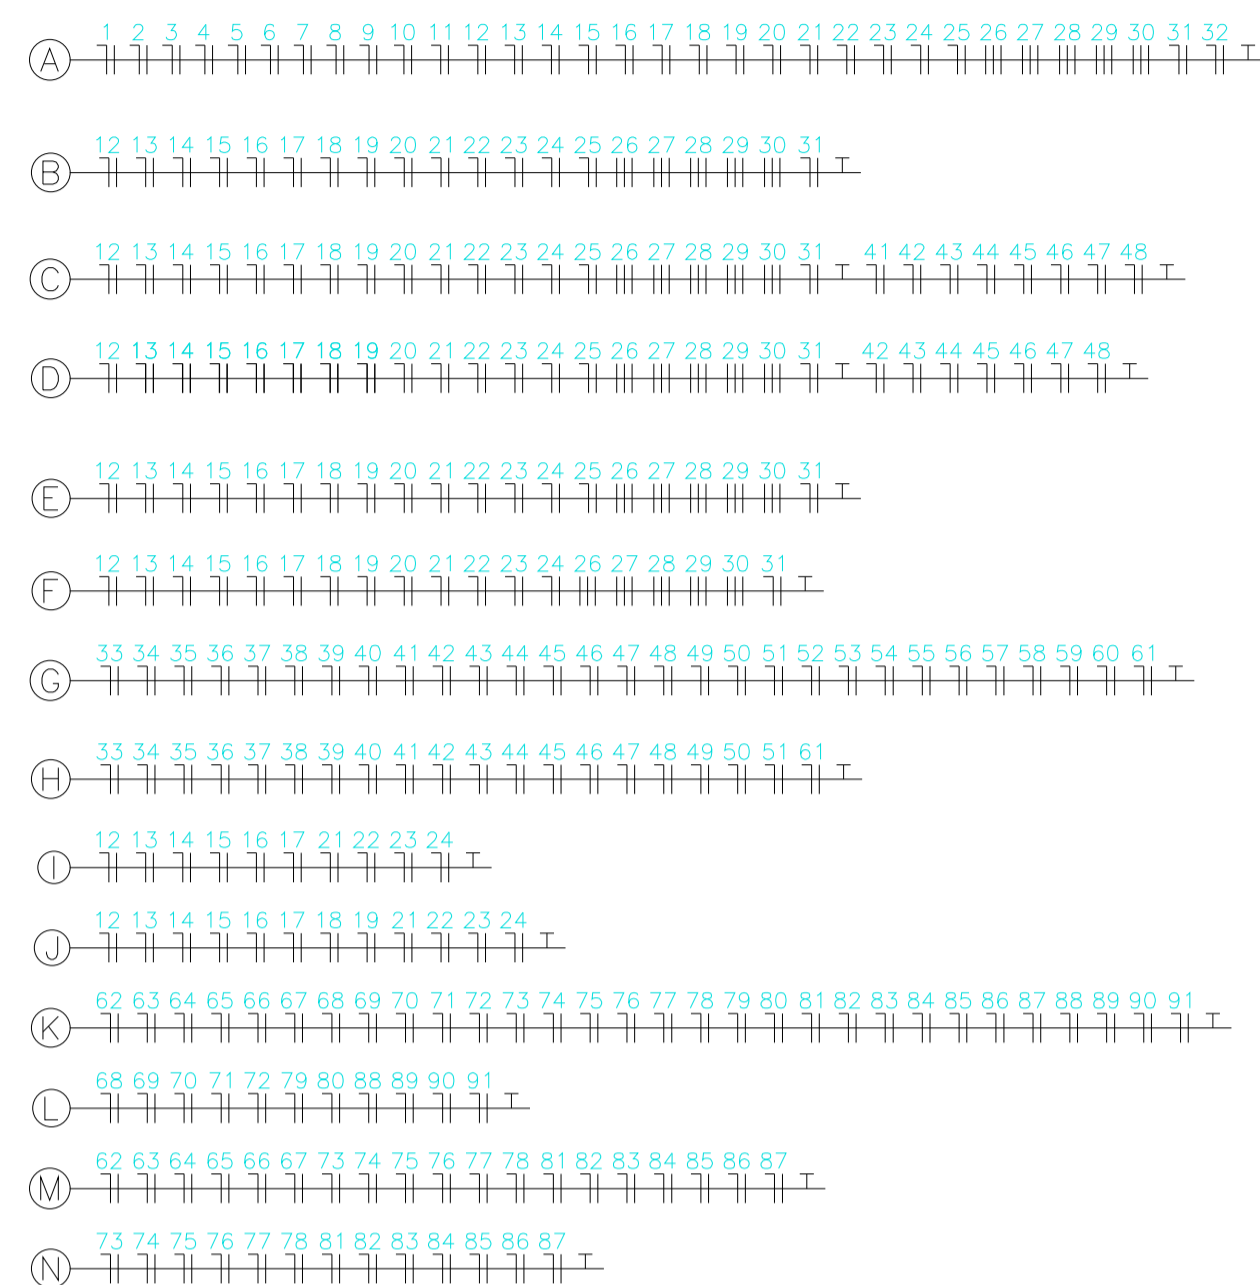 A 1 2 3 4 5 6 7 8 9 10 11 12 13 14 15 16 17 18 19 20 21 22 23 24 25 26 27 28 29 30 31 32
B 12 13 14 15 16 17 18 19 20 21 22 23 24 25 26 27 28 29 30 31
C 12 13 14 15 16 17 18 19 20 21 22 23 24 25 26 27 28 29 30 31 41 42 43 44 45 46 47 48
D 12 13 14 15 16 17 18 19 20 21 22 23 24 25 26 27 28 29 30 31 42 43 44 45 46 47 48
E 12 13 14 15 16 17 18 19 20 21 22 23 24 25 26 27 28 29 30 31
F 12 13 14 15 16 17 18 19 20 21 22 23 24 26 27 28 29 30 31
G 33 34 35 36 37 38 39 40 41 42 43 44 45 46 47 48 49 50 51 52 53 54 55 56 57 58 59 60 61
H 33 34 35 36 37 38 39 40 41 42 43 44 45 46 47 48 49 50 51 61
I 12 13 14 15 16 17 21 22 23 24
J 12 13 14 15 16 17 18 19 21 22 23 24
K 62 63 64 65 66 67 68 69 70 71 72 73 74 75 76 77 78 79 80 81 82 83 84 85 86 87 88 89 90 91
L 68 69 70 71 72 79 80 88 89 90 91
M 62 63 64 65 66 67 73 74 75 76 77 78 81 82 83 84 85 86 87
N 73 74 75 76 77 78 81 82 83 84 85 86 87